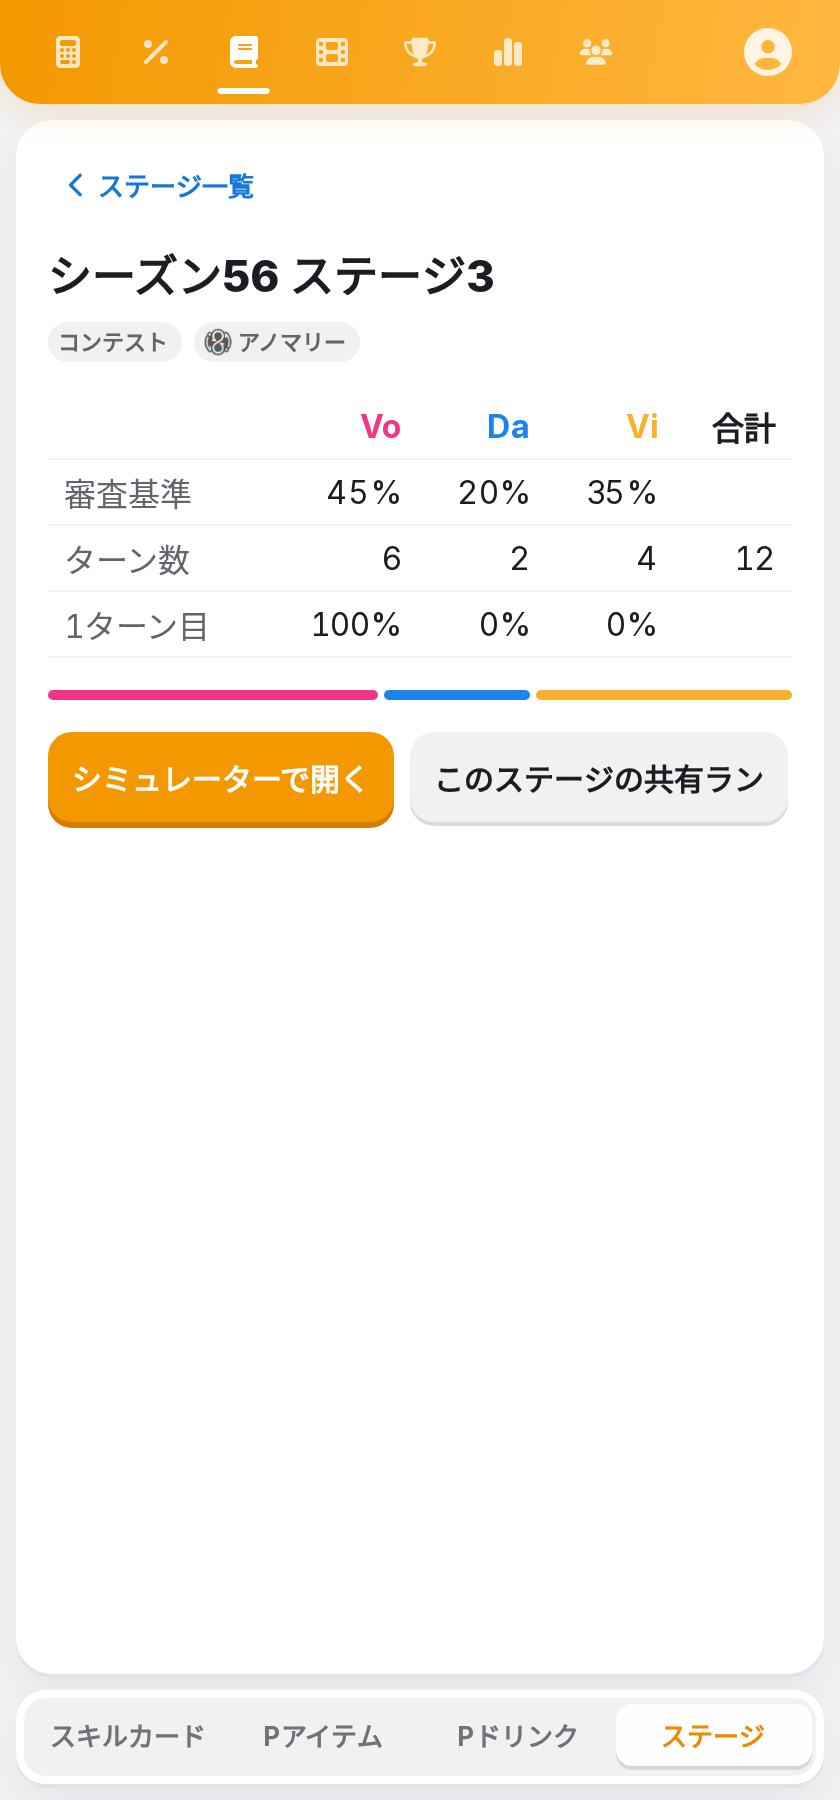 ステージ一覧
シーズン56 ステージ3
コンテスト アノマリー
Vo Da Vi 合計
審査基準 45% 20% 35%
ターン数 6 2 4 12
1ターン目 100% 0% 0%
シミュレーターで開く このステージの共有ラン
スキルカード Pアイテム Pドリンク ステージ